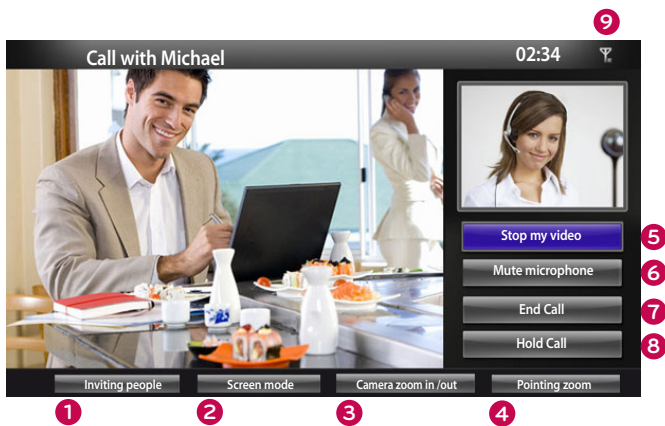 9
Call with Michael 02:34
Stop my video 5
Mute microphone 6
End Call 7
Hold Call 8
Inviting people Screen mode Camera zoom in /out Pointing zoom
1 2 3 4